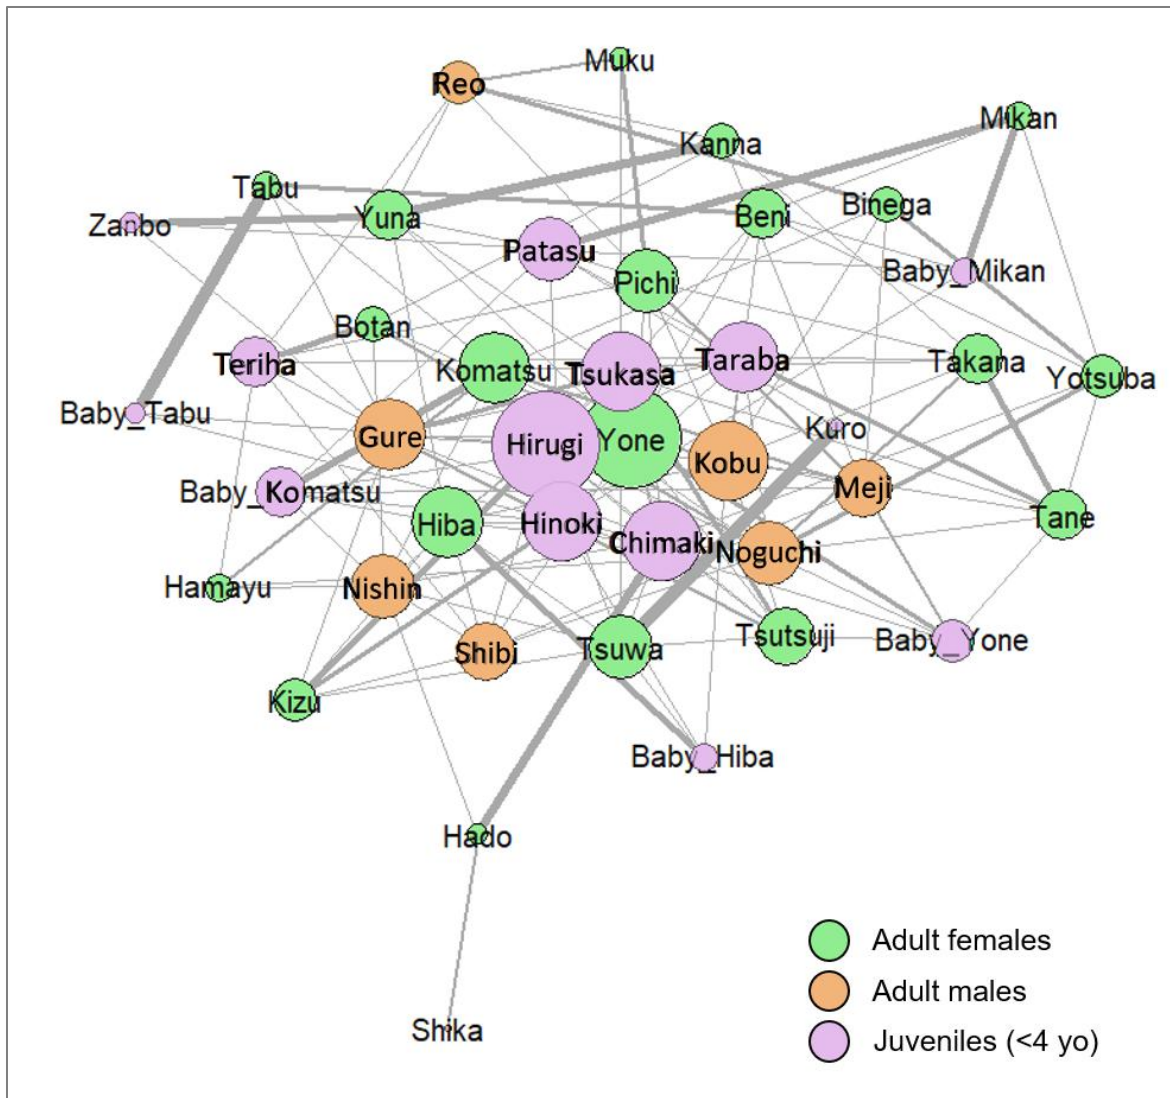 Muku
Reo
Mikan
Kanna
Tabu
Zanbo
Yuna
Beni
Binega
Patasu
Baby_Mikan
Pichi
Botan
Teriha
Komatsu
Tsukasa
Taraba
Takana
Yotsuba
Baby_Tabu
Gure
Hirugi
Yone
Kuro
Kobu
Baby_Komatsu
Meji
Hiba
Hinoki
Chimaki
Noguchi
Tane
Hamayu
Nishin
Shibi
Tsuwa
Tsutsuji
Baby_Yone
Kizu
Baby_Hiba
Hado
Adult females
Adult males
Shika
Juveniles (<4 yo)